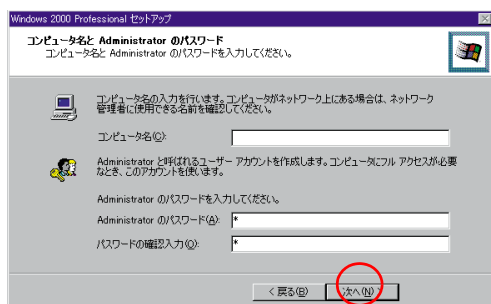 Windows 2000 Professional セットアップ
コンピュータ名と Administrator のパスワード
コンピュータ名と Administrator のパスワードを入力してください。
コンピュータ名の入力を行います。コンピュータがネットワーク上にある場合は、ネットワーク
管理者に使用できる名前を確認してください。
コンピュータ名(C):
Administrator と呼ばれるユーザー アカウントを作成します。コンピュータにフル アクセスが必要
なとき、このアカウントを使います。
Administrator のパスワードを入力してください。
Administrator のパスワード(A): *
パスワードの確認入力(O): *
< 戻る(B) 次へ(N) >